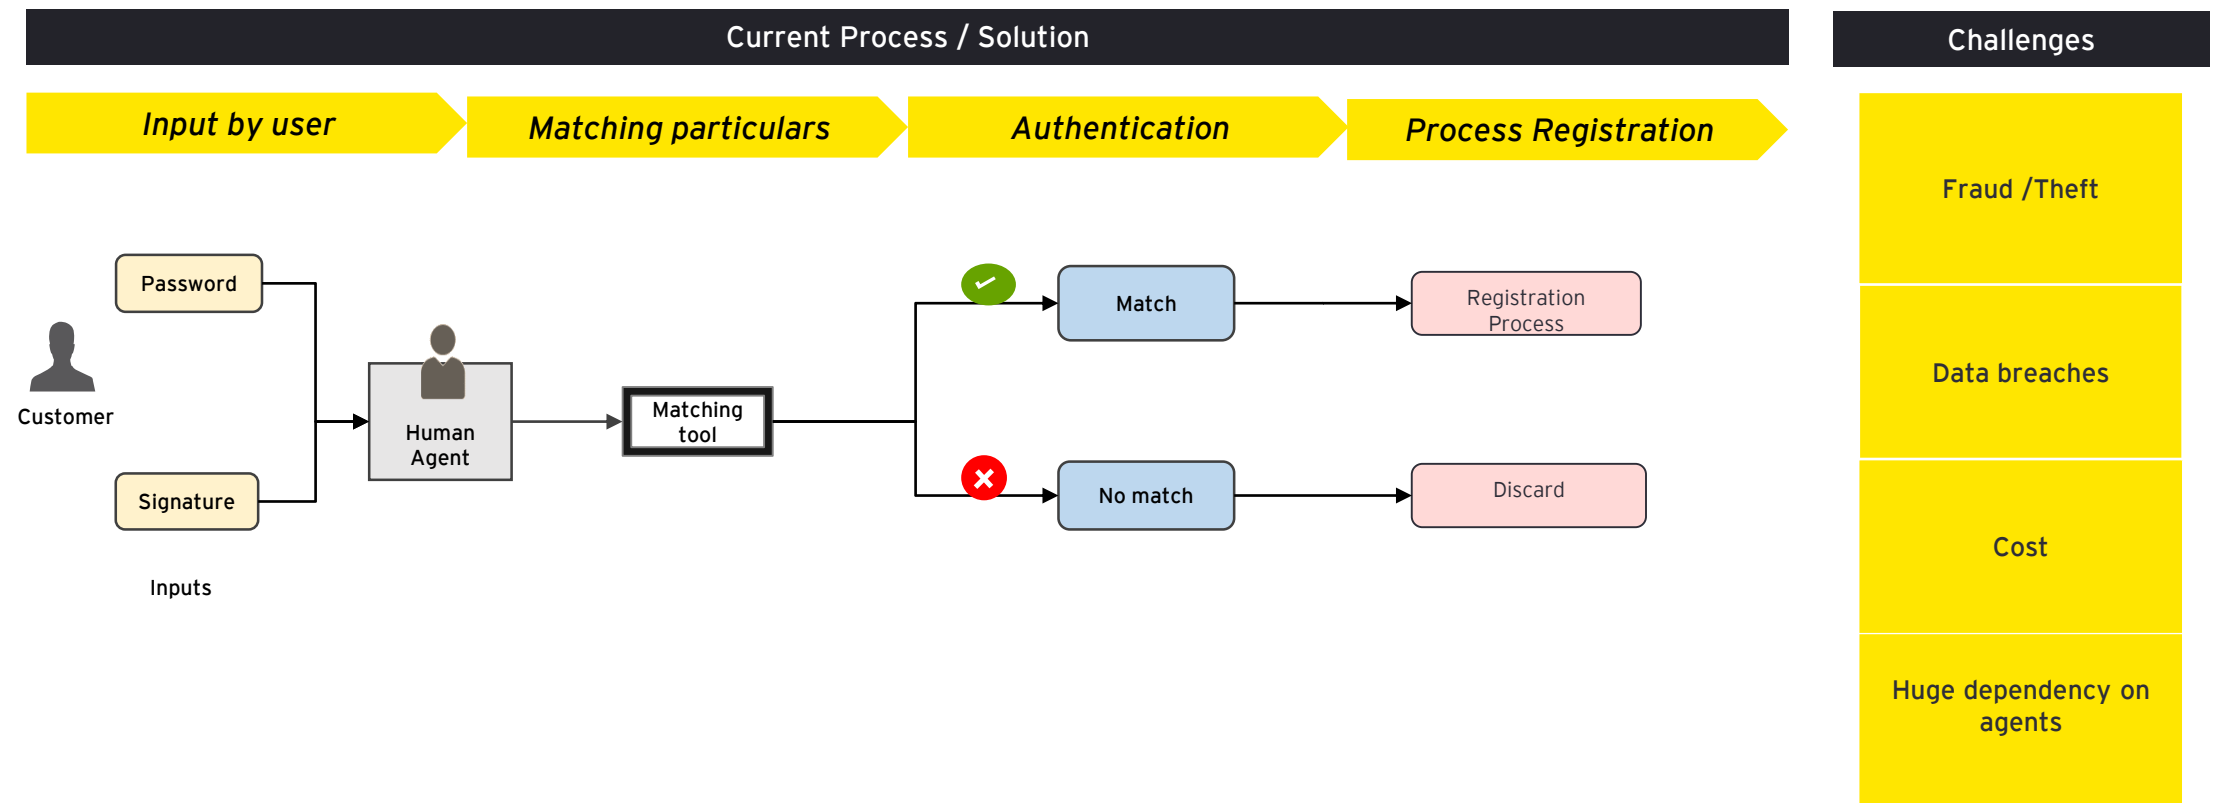 Current Process / Solution
Challenges
Input by user
Matching particulars
Authentication
Process Registration
Fraud /Theft
Data breaches
Cost
Huge dependency on
agents
Customer
Password
Signature
Inputs
Human
Agent
Matching
tool
Match
No match
Registration
Process
Discard